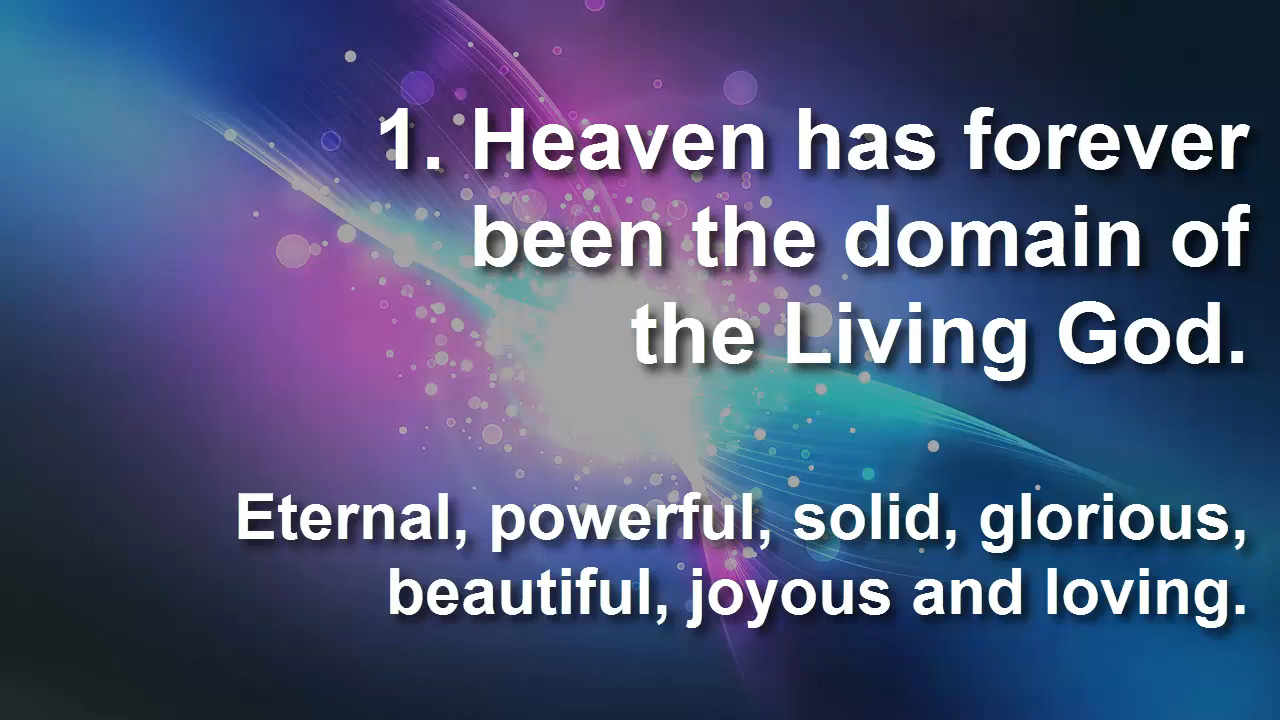 1. Heaven has forever
been the domain of
the Living God.
Eternal, powerful, solid, glorious,
beautiful, joyous and loving.